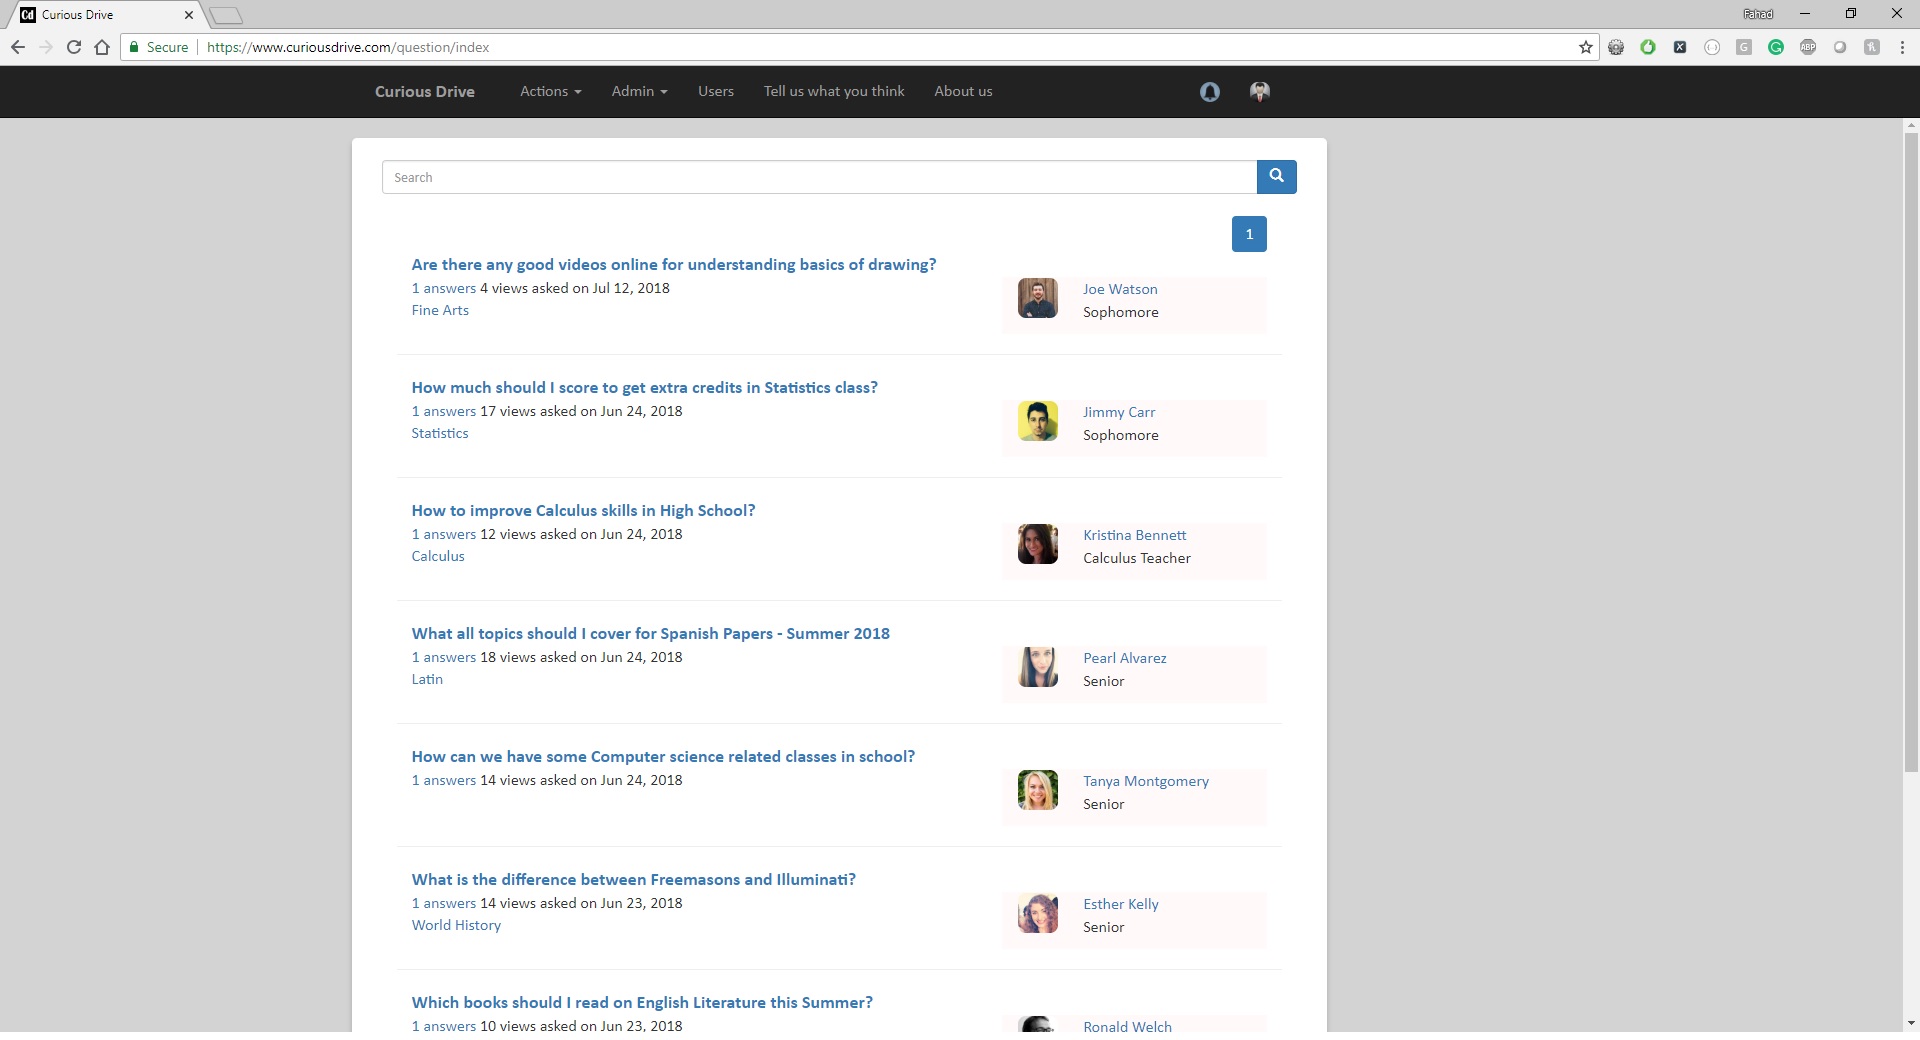 Curious Drive
Fahad
Secure https://www.curiousdrive.com/question/index
Curious Drive Actions Admin Users Tell us what you think About us
Search
1
Are there any good videos online for understanding basics of drawing?
1 answers 4 views asked on Jul 12, 2018
Fine Arts
Joe Watson
Sophomore
How much should I score to get extra credits in Statistics class?
1 answers 17 views asked on Jun 24, 2018
Statistics
Jimmy Carr
Sophomore
How to improve Calculus skills in High School?
1 answers 12 views asked on Jun 24, 2018
Calculus
Kristina Bennett
Calculus Teacher
What all topics should I cover for Spanish Papers - Summer 2018
1 answers 18 views asked on Jun 24, 2018
Latin
Pearl Alvarez
Senior
How can we have some Computer science related classes in school?
1 answers 14 views asked on Jun 24, 2018
Tanya Montgomery
Senior
What is the difference between Freemasons and Illuminati?
1 answers 14 views asked on Jun 23, 2018
World History
Esther Kelly
Senior
Which books should I read on English Literature this Summer?
1 answers 10 views asked on Jun 23, 2018
Ronald Welch